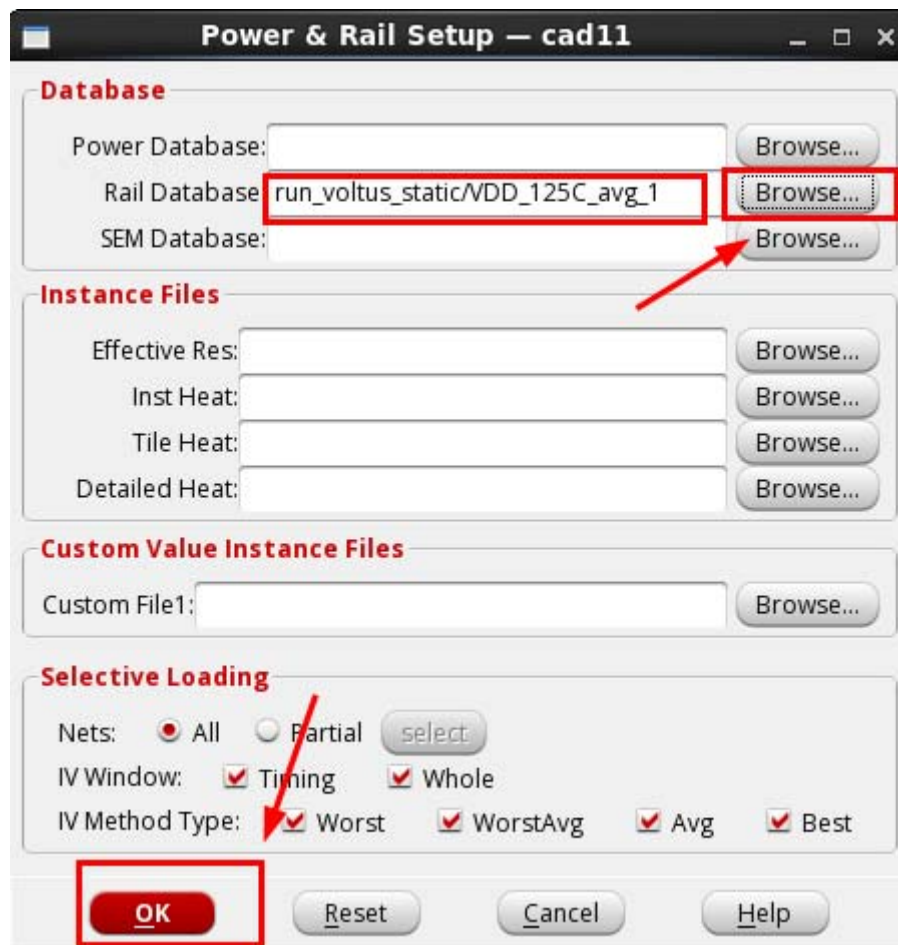 Power & Rail Setup — cad11
Database
Power Database: Browse...
Rail Database run_voltus_static/VDD_125C_avg_1 Browse...
SEM Database: Browse...
Instance Files
Effective Res: Browse...
Inst Heat: Browse...
Tile Heat: Browse...
Detailed Heat: Browse...
Custom Value Instance Files
Custom File1: Browse...
Selective Loading
Nets: All Partial select
IV Window: Timing Whole
IV Method Type: Worst WorstAvg Avg Best
OK Reset Cancel Help